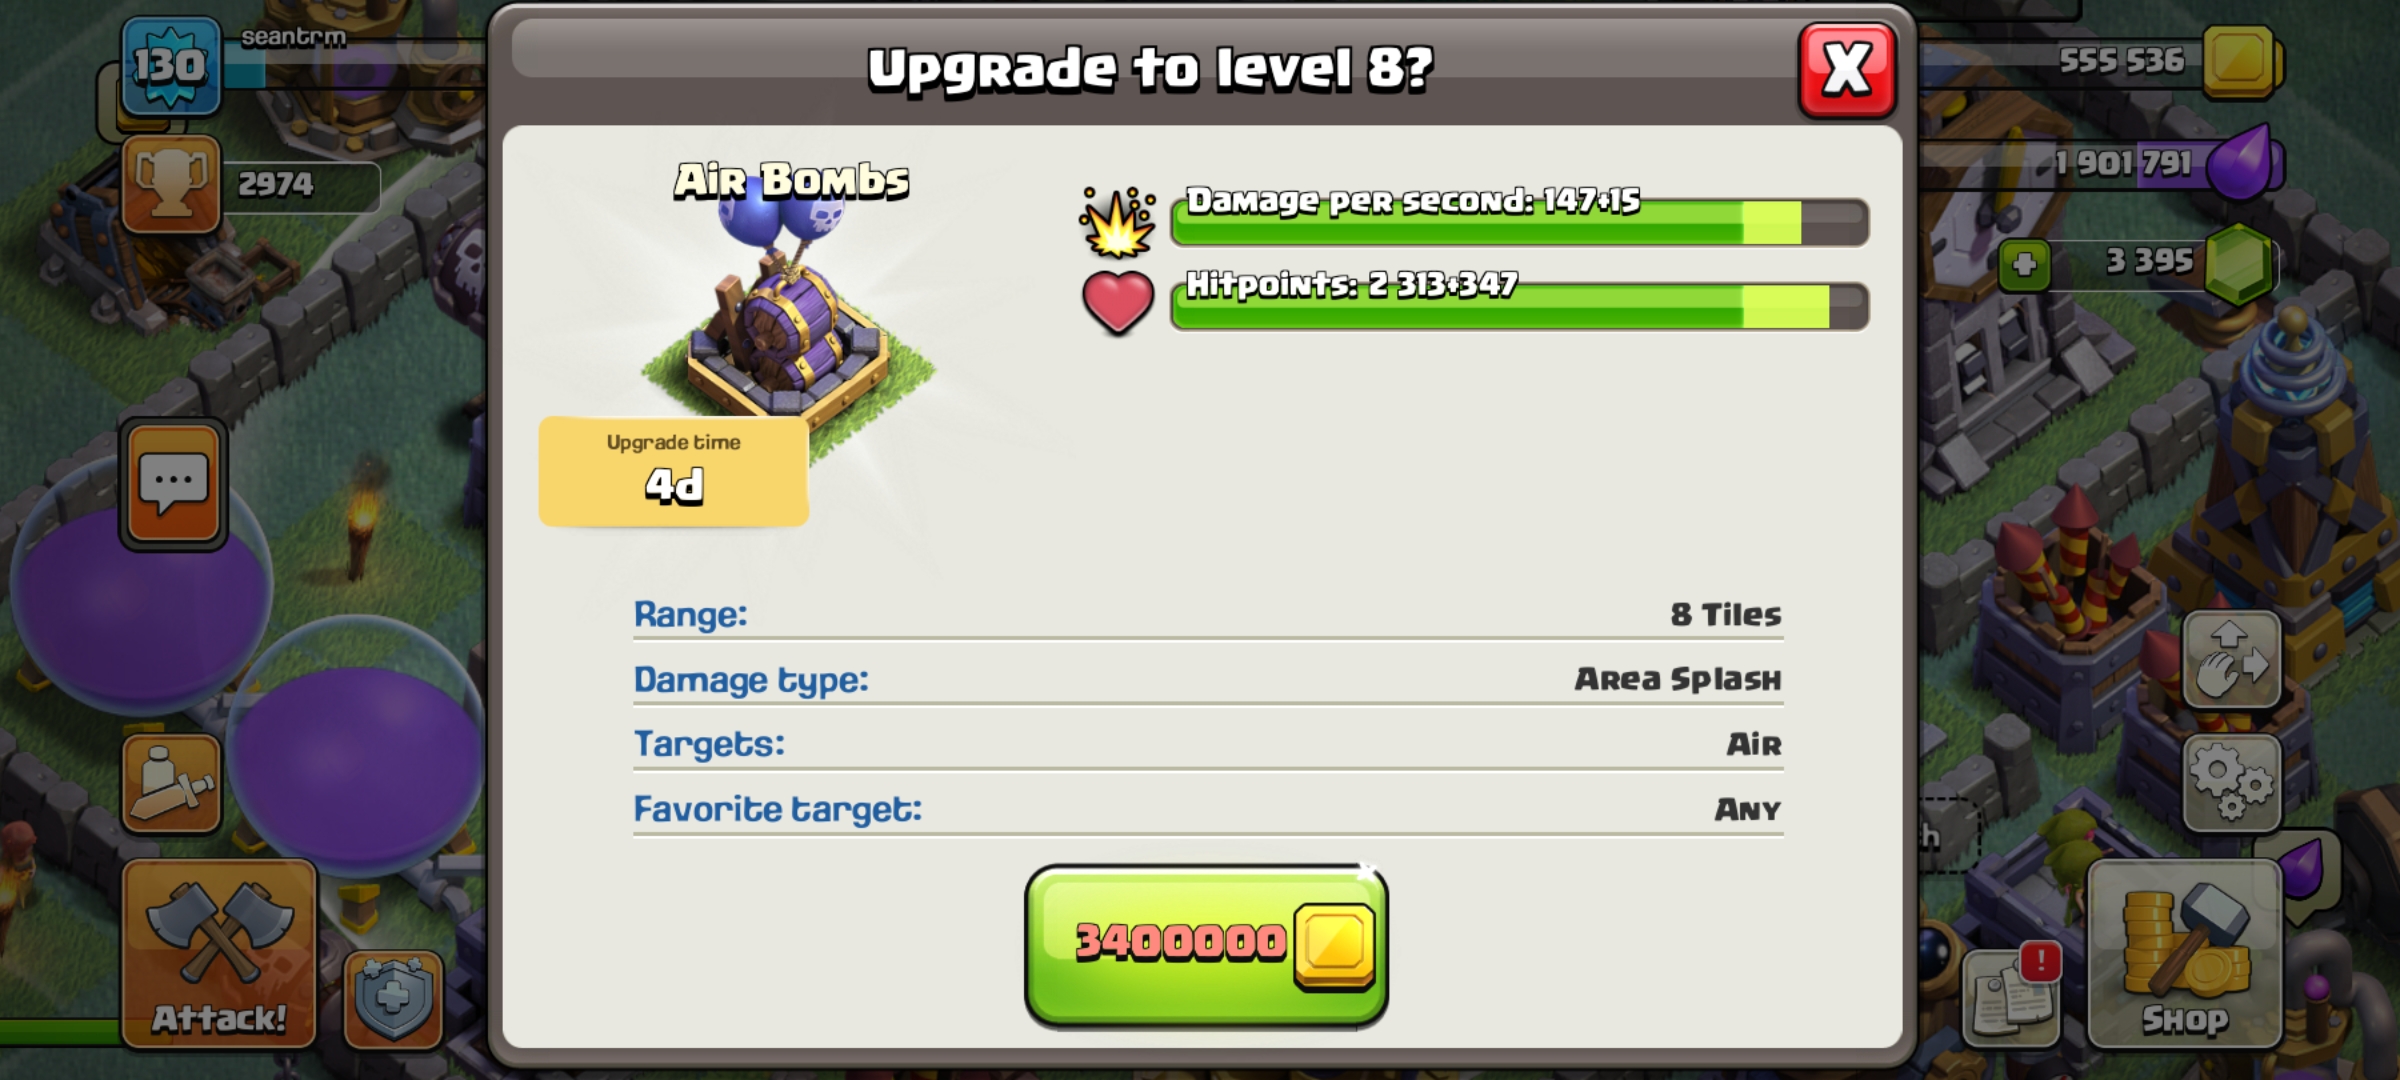 130
seantrm
2974
Attack!
Upgrade to level 8?
X
Air Bombs
Upgrade time
4d
Damage per second: 147+15
Hitpoints: 2 313+347
Range:
8 Tiles
Damage type:
Area Splash
Targets:
Air
Favorite target:
Any
3400000
555 536
1 901 791
3 395
h
!
Shop